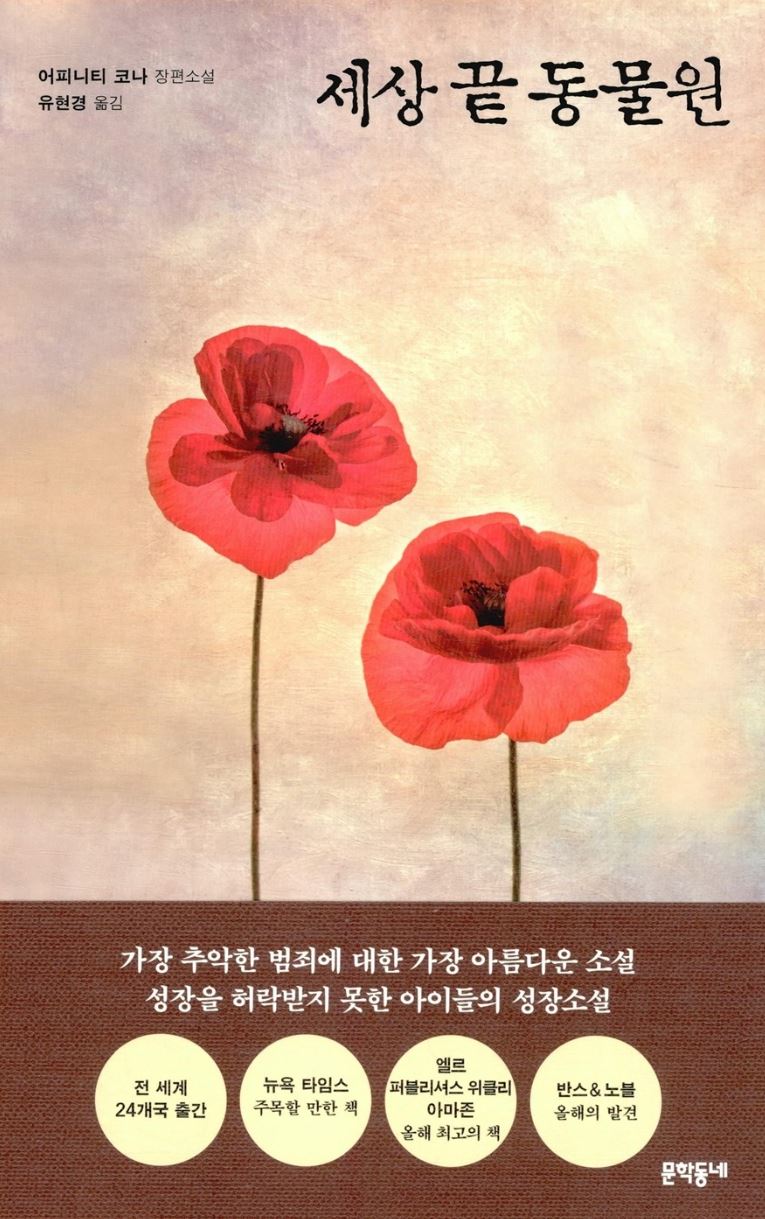 어피니티 코나 장편소설
유현경 옮김
세상 끝 동물원
가장 추악한 범죄에 대한 가장 아름다운 소설
성장을 허락받지 못한 아이들의 성장소설
전 세계
24개국 출간
뉴욕 타임스
주목할 만한 책
엘르
퍼블리셔스 위클리
아마존
올해 최고의 책
반스&노블
올해의 발견
문학동네